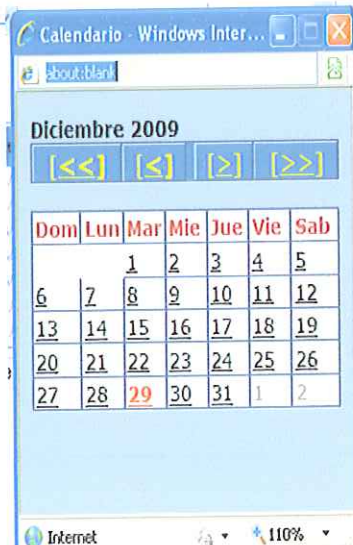 Calendario - Windows Inter...
about:blank
Diciembre 2009
[<<] [<] [>] [>>]
Dom Lun Mar Mie Jue Vie Sab
1 2 3 4 5
6 7 8 9 10 11 12
13 14 15 16 17 18 19
20 21 22 23 24 25 26
27 28 29 30 31 1 2
Internet 110%